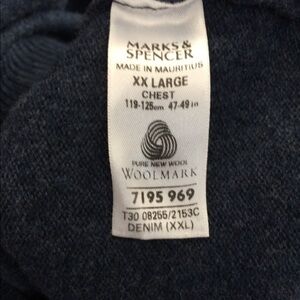 MARKS &
SPENCER
MADE IN MAURITIUS
XX LARGE
CHEST
119-125cm 47-49in
PURE NEW WOOL
WOOLMARK
7195 969
T30 08255/2153C
DENIM (XXL)